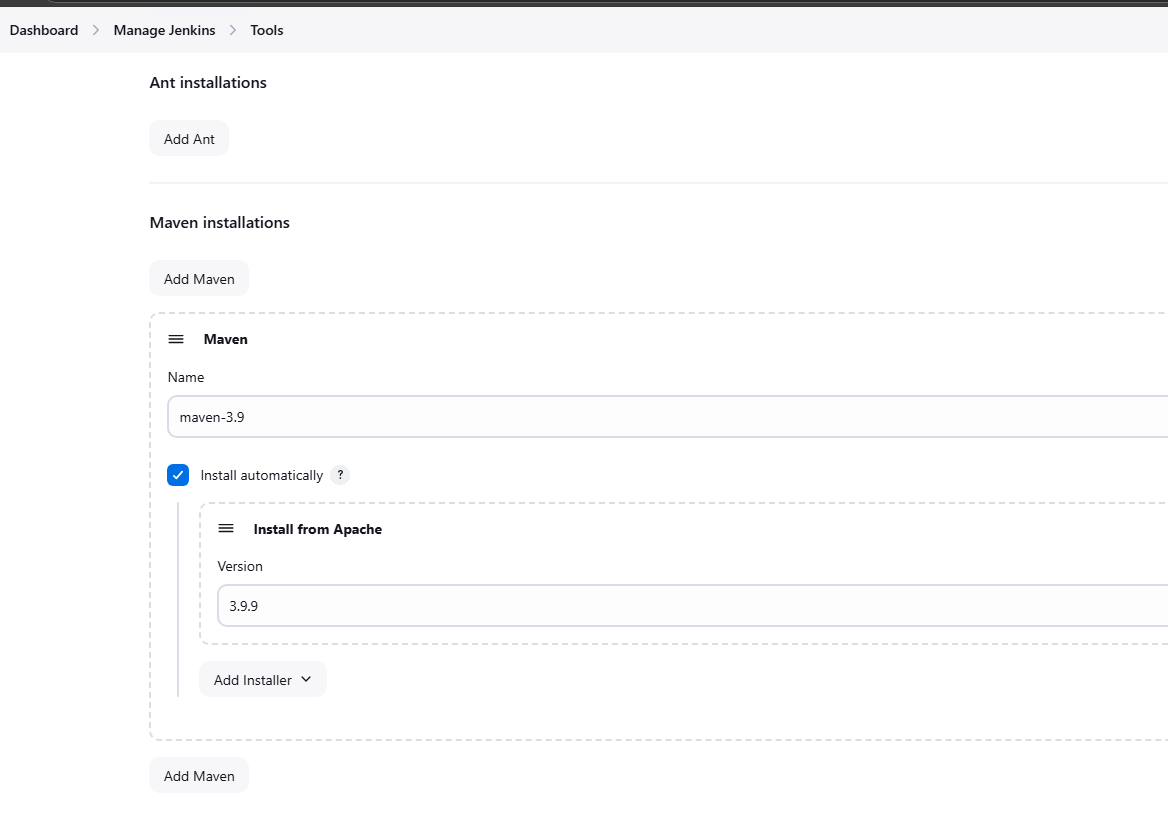 Dashboard > Manage Jenkins > Tools
Ant installations
Add Ant
Maven installations
Add Maven
Maven
Name
maven-3.9
Install automatically ?
Install from Apache
Version
3.9.9
Add Installer
Add Maven